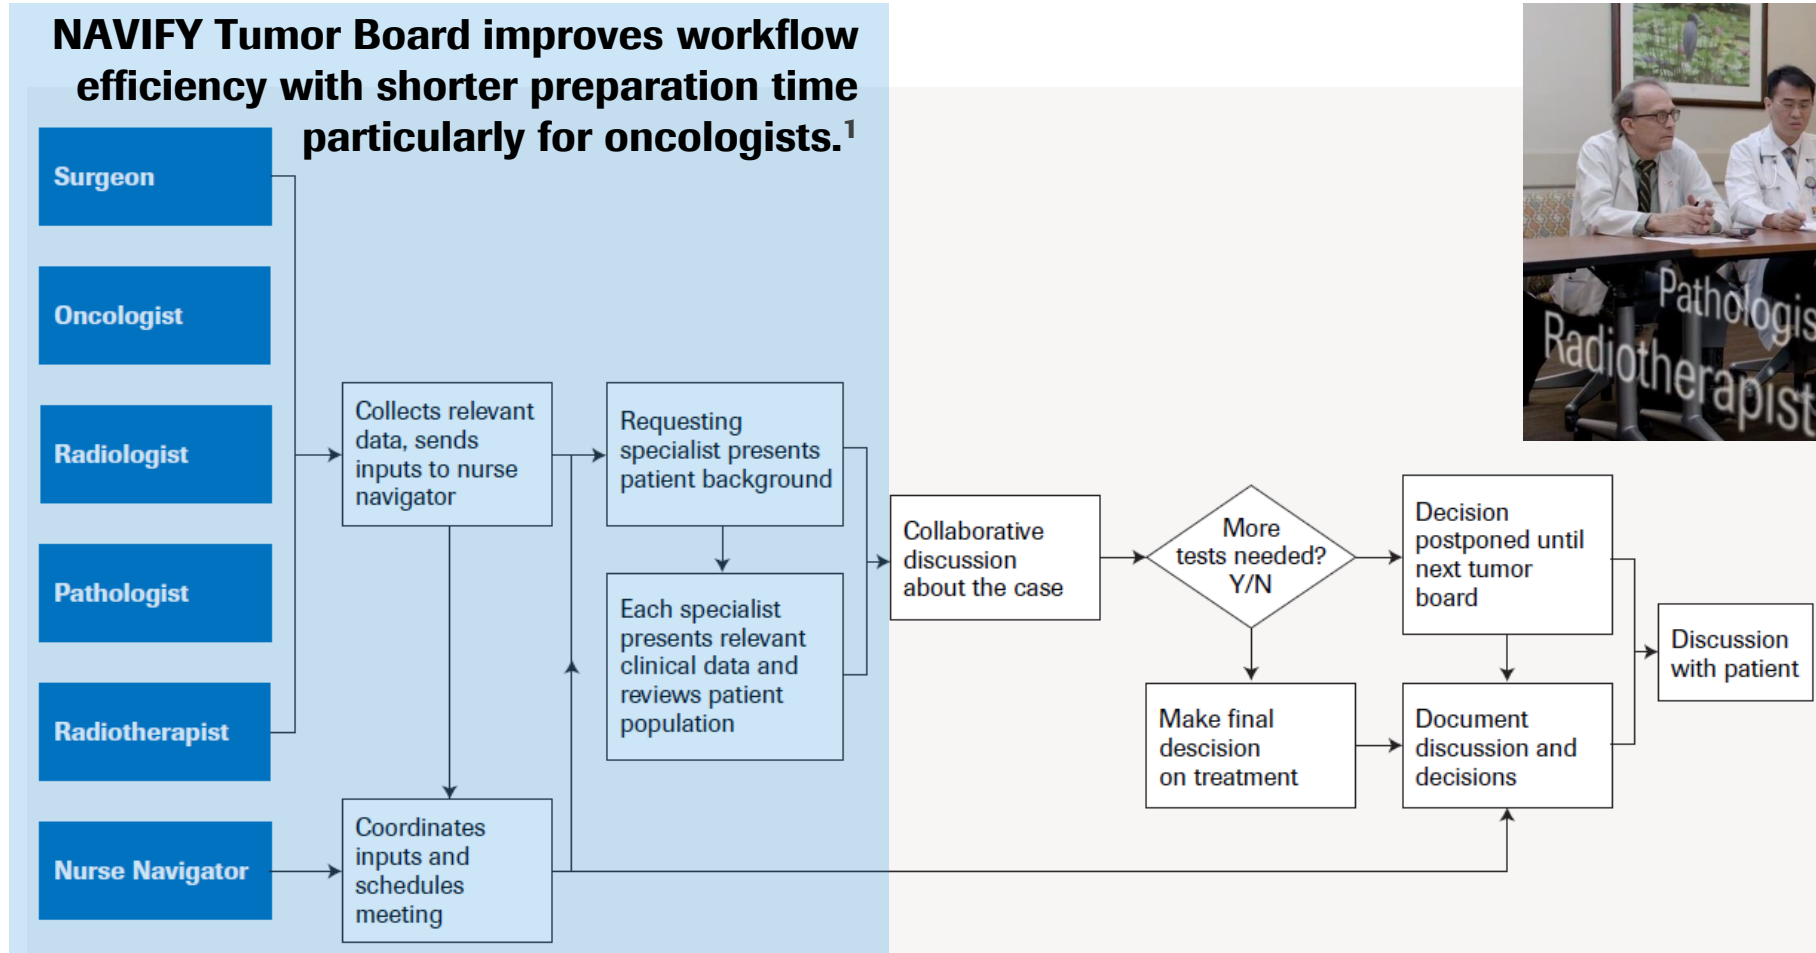 NAVIFY Tumor Board improves workflow
efficiency with shorter preparation time
particularly for oncologists.¹
Surgeon
Oncologist
Radiologist
Pathologist
Radiotherapist
Nurse Navigator
Collects relevant
data, sends
inputs to nurse
navigator
Coordinates
inputs and
schedules
meeting
Requesting
specialist presents
patient background
Each specialist
presents relevant
clinical data and
reviews patient
population
Collaborative
discussion
about the case
More
tests needed?
Y/N
Make final
descision
on treatment
Decision
postponed until
next tumor
board
Document
discussion and
decisions
Discussion
with patient
Pathologis
Radiotherapist